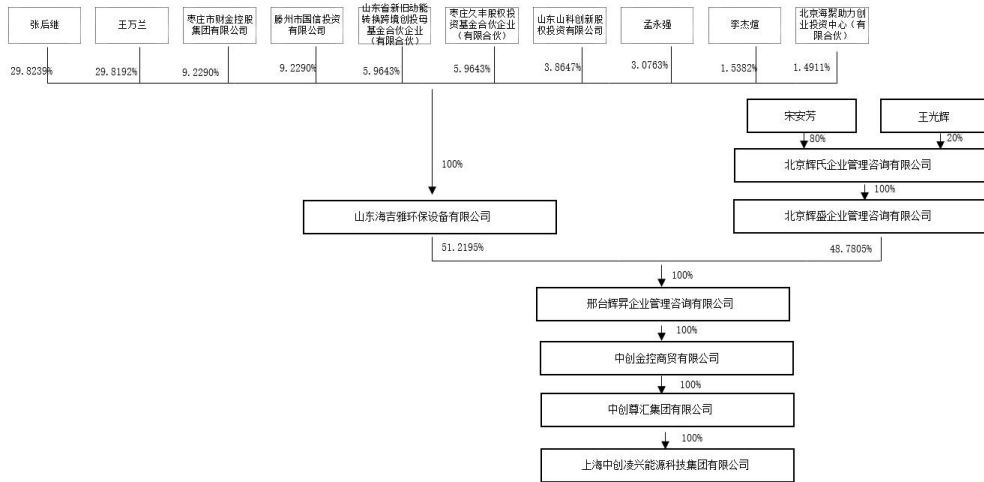 张后继
王万兰
枣庄市财金控股
集团有限公司
滕州市国信投资
有限公司
山东省新旧动能
转换跨境创投母
基金合伙企业
（有限合伙）
枣庄久丰股权投
资基金合伙企业
（有限合伙）
山东山科创新股
权投资有限公司
孟永强
李杰煊
北京海聚助力创
业投资中心（有
限合伙）
29.8239%
29.8192%
9.2290%
9.2290%
5.9643%
5.9643%
3.8647%
3.0763%
1.5382%
1.4911%
宋安芳
王光辉
80%
20%
100%
北京辉氏企业管理咨询有限公司
100%
山东海吉雅环保设备有限公司
北京辉盛企业管理咨询有限公司
51.2195%
48.7805%
100%
邢台辉昇企业管理咨询有限公司
100%
中创金控商贸有限公司
100%
中创尊汇集团有限公司
100%
上海中创凌兴能源科技集团有限公司